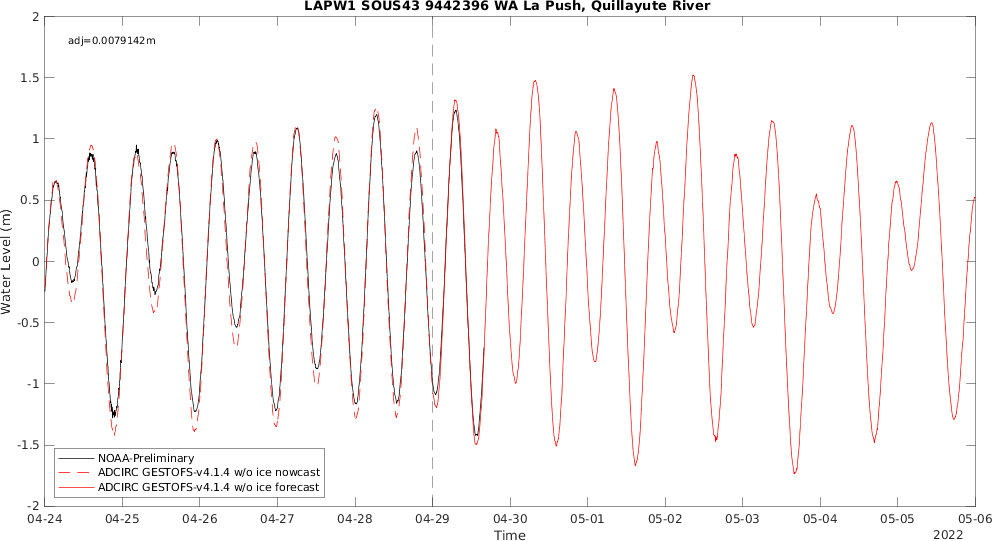 LAPW1 SOUS43 9442396 WA La Push, Quillayute River
adj=0.0079142m
2
1.5
1
0.5
0
-0.5
-1
-1.5
-2
Water Level (m)
NOAA-Preliminary
ADCIRC GESTOFS-v4.1.4 w/o ice nowcast
ADCIRC GESTOFS-v4.1.4 w/o ice forecast
04-24 04-25 04-26 04-27 04-28 04-29 04-30 05-01 05-02 05-03 05-04 05-05 05-06
Time
2022